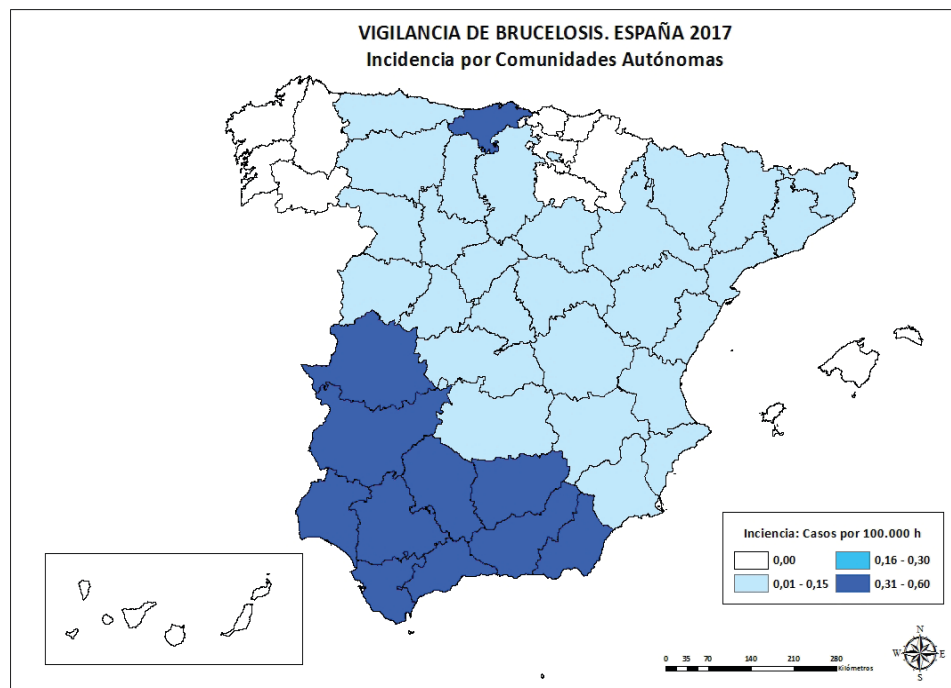 VIGILANCIA DE BRUCELOSIS. ESPAÑA 2017
Incidencia por Comunidades Autónomas
Inciencia: Casos por 100.000 h
0,00
0,16 - 0,30
0,01 - 0,15
0,31 - 0,60
N
W E
S
0 35 70 140 210 280
Kilómetros